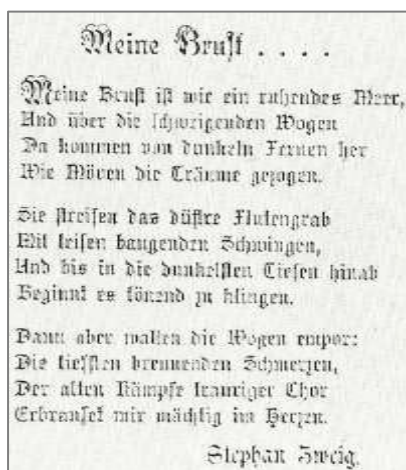 Meine Brust . . . .
Meine Brust ist wie ein ruhendes Meer,
Und über die schweigenden Wogen
Da kommen von dunkeln Fernen her
Wie Möven die Träume gezogen.
Sie streifen das düstre Flutengrab
Mit leisen bangenden Schwingen,
Und bis in die dunkelsten Tiefen hinab
Beginnt es tönend zu klingen.
Dann aber wallen die Wogen empor:
Die tiefsten brennenden Schmerzen,
Der alten Kämpfe trauriger Chor
Erbrauset mir mächtig im Herzen.
Stephan Zweig.